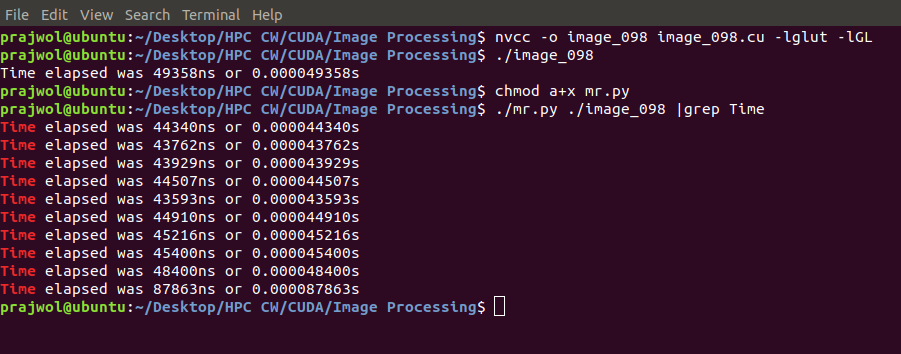 File Edit View Search Terminal Help
prajwol@ubuntu:~/Desktop/HPC CW/CUDA/Image Processing$ nvcc -o image_098 image_098.cu -lglut -lGL
prajwol@ubuntu:~/Desktop/HPC CW/CUDA/Image Processing$ ./image_098
Time elapsed was 49358ns or 0.000049358s
prajwol@ubuntu:~/Desktop/HPC CW/CUDA/Image Processing$ chmod a+x mr.py
prajwol@ubuntu:~/Desktop/HPC CW/CUDA/Image Processing$ ./mr.py ./image_098 |grep Time
Time elapsed was 44340ns or 0.000044340s
Time elapsed was 43762ns or 0.000043762s
Time elapsed was 43929ns or 0.000043929s
Time elapsed was 44507ns or 0.000044507s
Time elapsed was 43593ns or 0.000043593s
Time elapsed was 44910ns or 0.000044910s
Time elapsed was 45216ns or 0.000045216s
Time elapsed was 45400ns or 0.000045400s
Time elapsed was 48400ns or 0.000048400s
Time elapsed was 87863ns or 0.000087863s
prajwol@ubuntu:~/Desktop/HPC CW/CUDA/Image Processing$